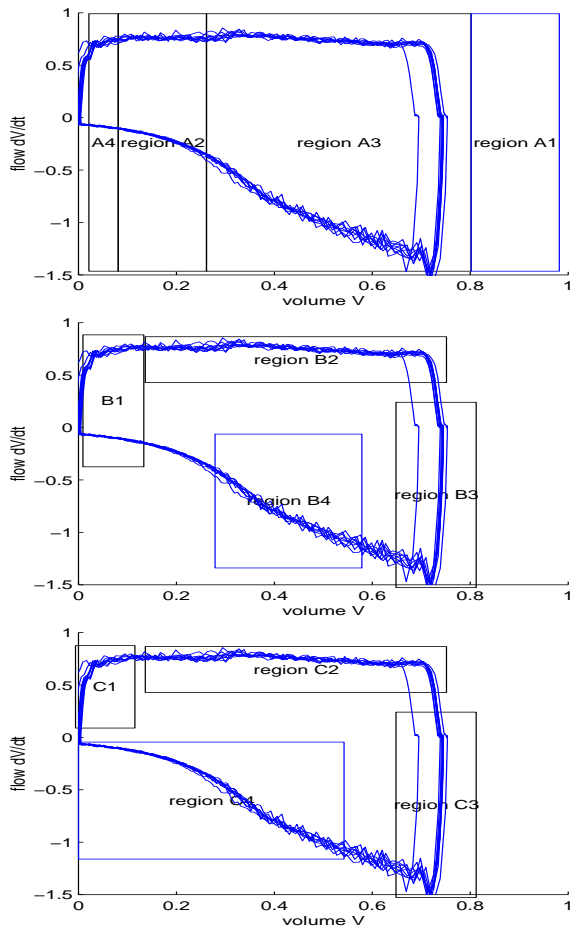 1
0.5
0
−0.5
−1
−1.5
flow dV/dt
A4 region A2 region A3 region A1
0 0.2 0.4 0.6 0.8 1
volume V
1
0.5
0
−0.5
−1
−1.5
flow dV/dt
region B2
B1
region B3
region B4
0 0.2 0.4 0.6 0.8 1
volume V
1
0.5
0
−0.5
−1
−1.5
flow dV/dt
region C2
C1
region C4 region C3
0 0.2 0.4 0.6 0.8 1
volume V